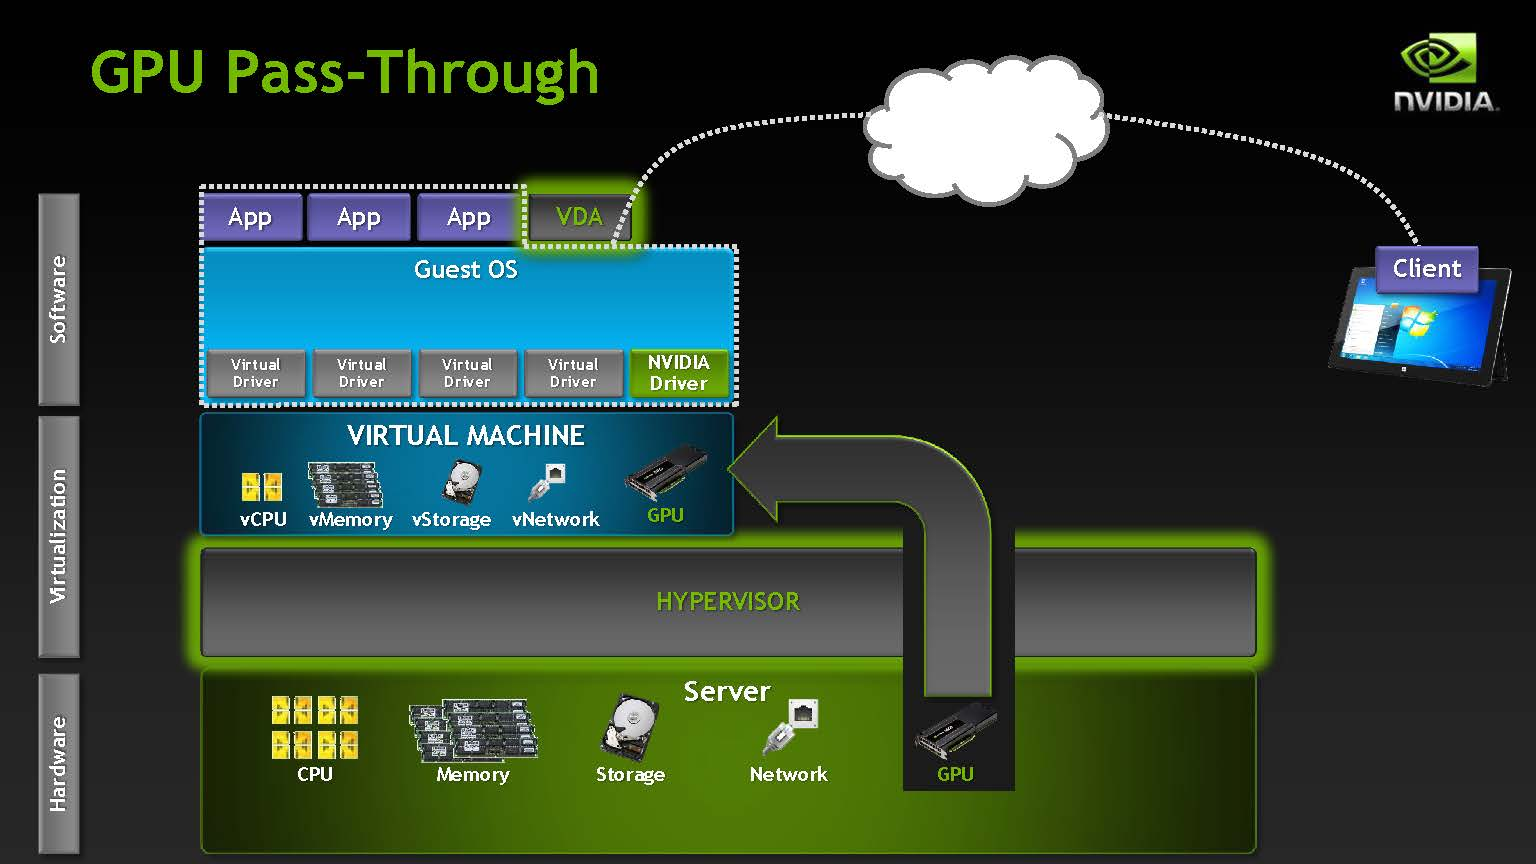 GPU Pass-Through
NVIDIA
App
App
App
VDA
Guest OS
Client
Software
Virtual
Driver
Virtual
Driver
Virtual
Driver
Virtual
Driver
NVIDIA
Driver
VIRTUAL MACHINE
vCPU
vMemory
vStorage
vNetwork
GPU
Virtualization
HYPERVISOR
Server
Hardware
CPU
Memory
Storage
Network
GPU